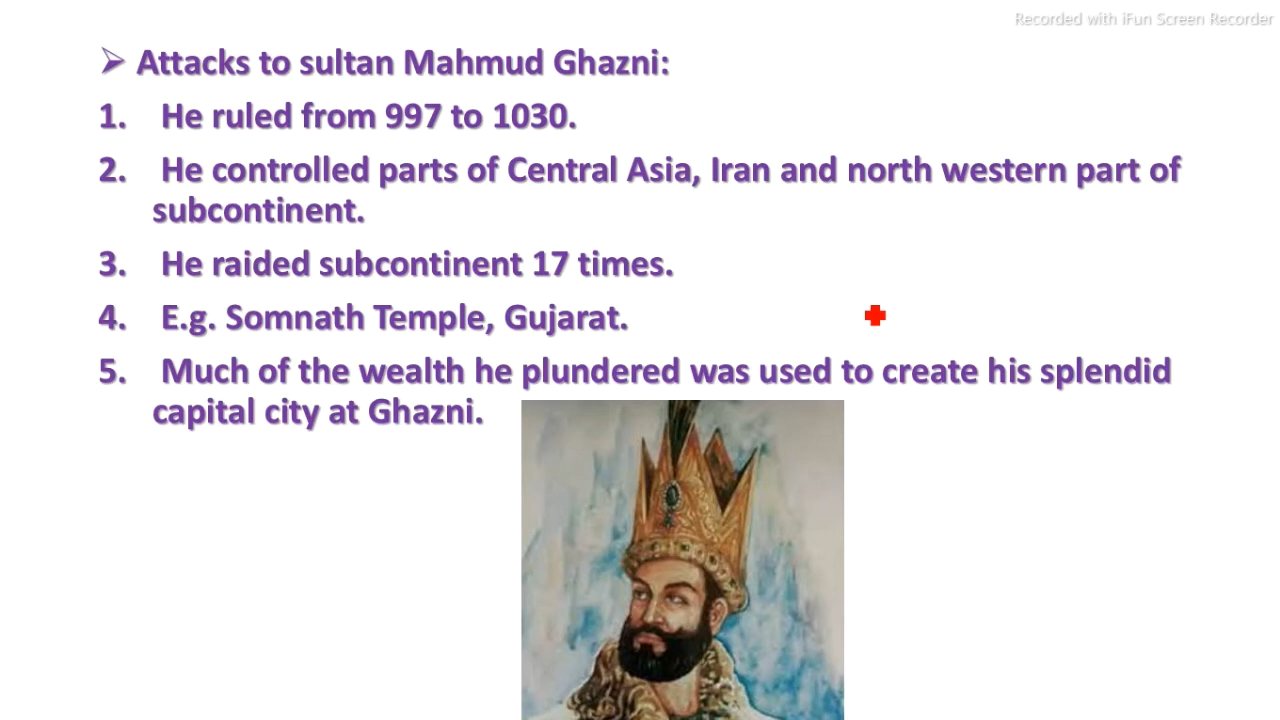 Recorded with iFun Screen Recorder
➢ Attacks to sultan Mahmud Ghazni:
1. He ruled from 997 to 1030.
2. He controlled parts of Central Asia, Iran and north western part of
subcontinent.
3. He raided subcontinent 17 times.
4. E.g. Somnath Temple, Gujarat.
5. Much of the wealth he plundered was used to create his splendid
capital city at Ghazni.